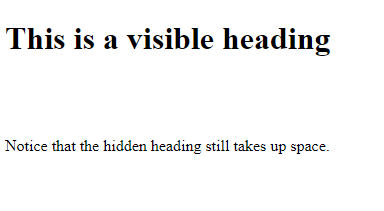 This is a visible heading
Notice that the hidden heading still takes up space.